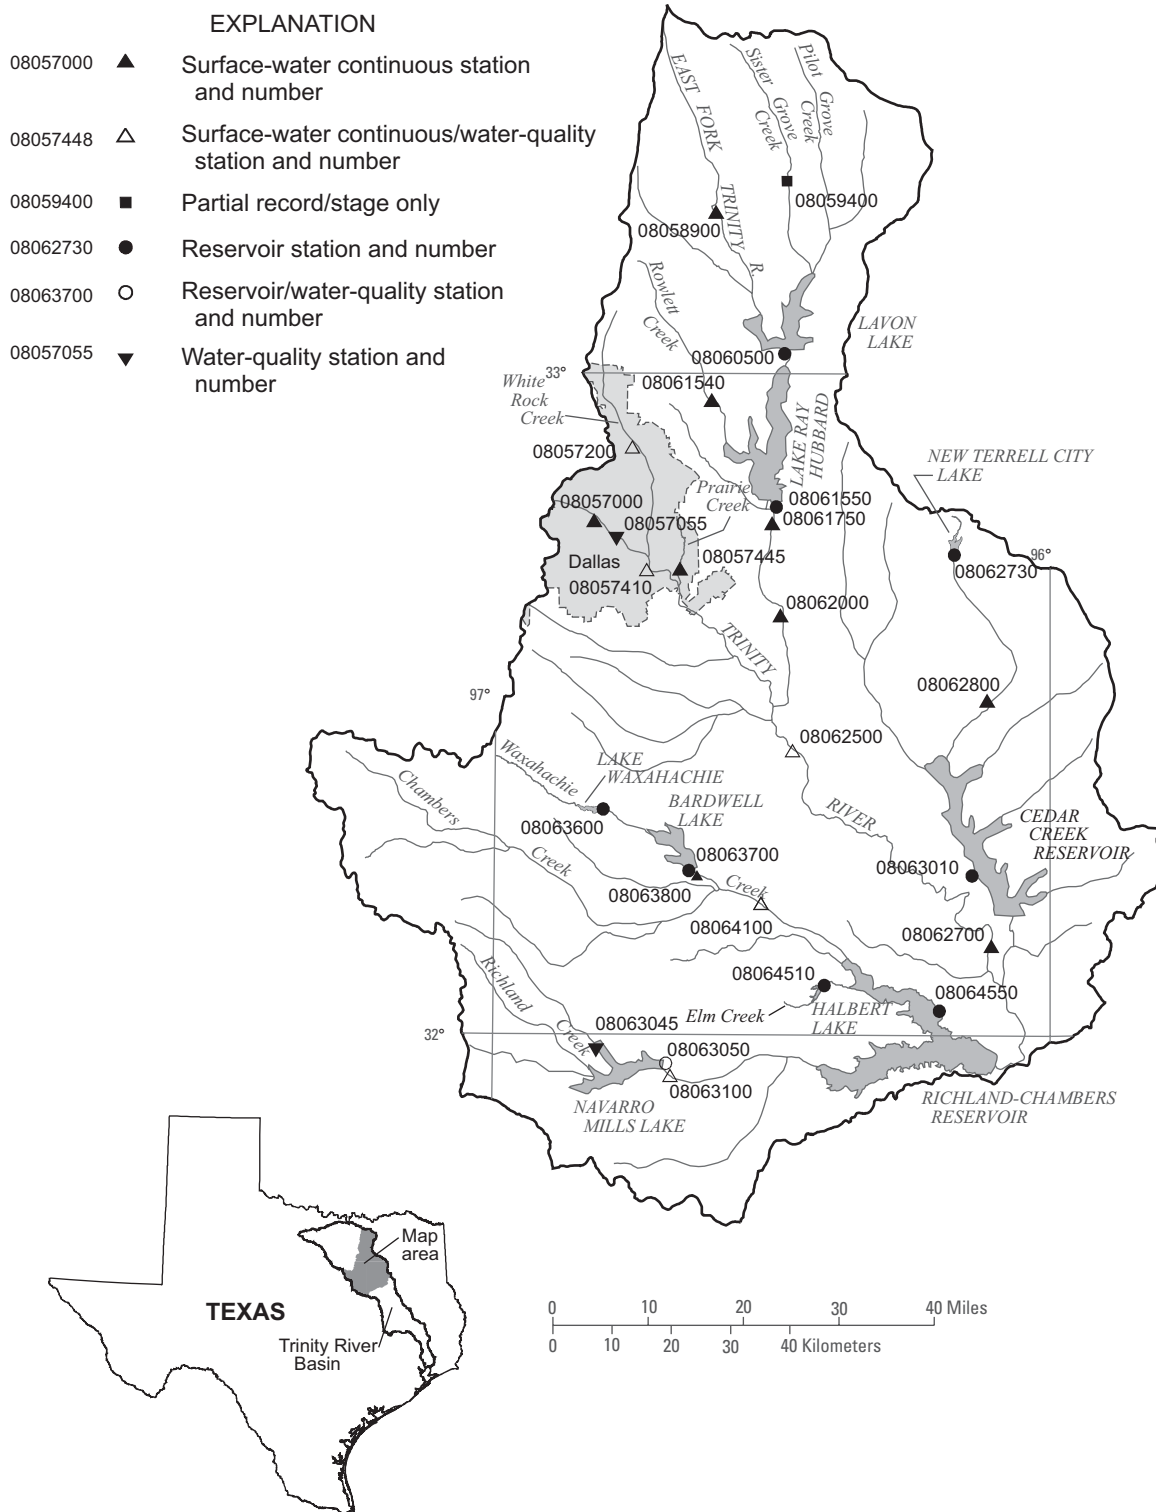 EXPLANATION
08057000
Surface-water continuous station
and number
08057448
Surface-water continuous/water-quality
station and number
08059400
Partial record/stage only
08062730
Reservoir station and number
08063700
Reservoir/water-quality station
and number
08057055
Water-quality station and
number
EAST FORK
TRINITY R.
Sister Grove
Creek
Pilot Grove
Creek
08059400
08058900
Rowlett
Creek
LAVON
LAKE
08060500
33°
08061540
White
Rock
Creek
LAKE RAY
HUBBARD
08057200
NEW TERRELL CITY
LAKE
Prairie
Creek
08057000
08061550
08057055
08061750
Dallas
08057445
96°
08062730
08057410
08062000
TRINITY
97°
08062800
08062500
Waxahachie
LAKE
WAXAHACHIE
Chambers
BARDWELL
LAKE
RIVER
CEDAR
CREEK
RESERVOIR
08063600
Creek
08063700
08063010
08063800
Creek
08064100
08062700
Richland
08064510
08064550
Elm Creek
HALBERT
LAKE
32°
Creek
08063045
08063050
08063100
RICHLAND-CHAMBERS
RESERVOIR
NAVARRO
MILLS LAKE
Map
area
TEXAS
Trinity River
Basin
0 10 20 30 40 Miles
0 10 20 30 40 Kilometers